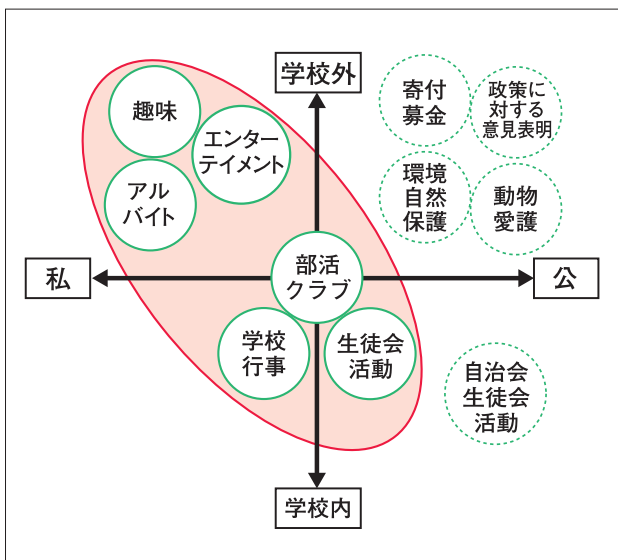 学校外
趣味
エンター
テイメント
アル
バイト
寄付
募金
政策に
対する
意見表明
環境
自然
保護
動物
愛護
私
部活
クラブ
公
学校
行事
生徒会
活動
自治会
生徒会
活動
学校内